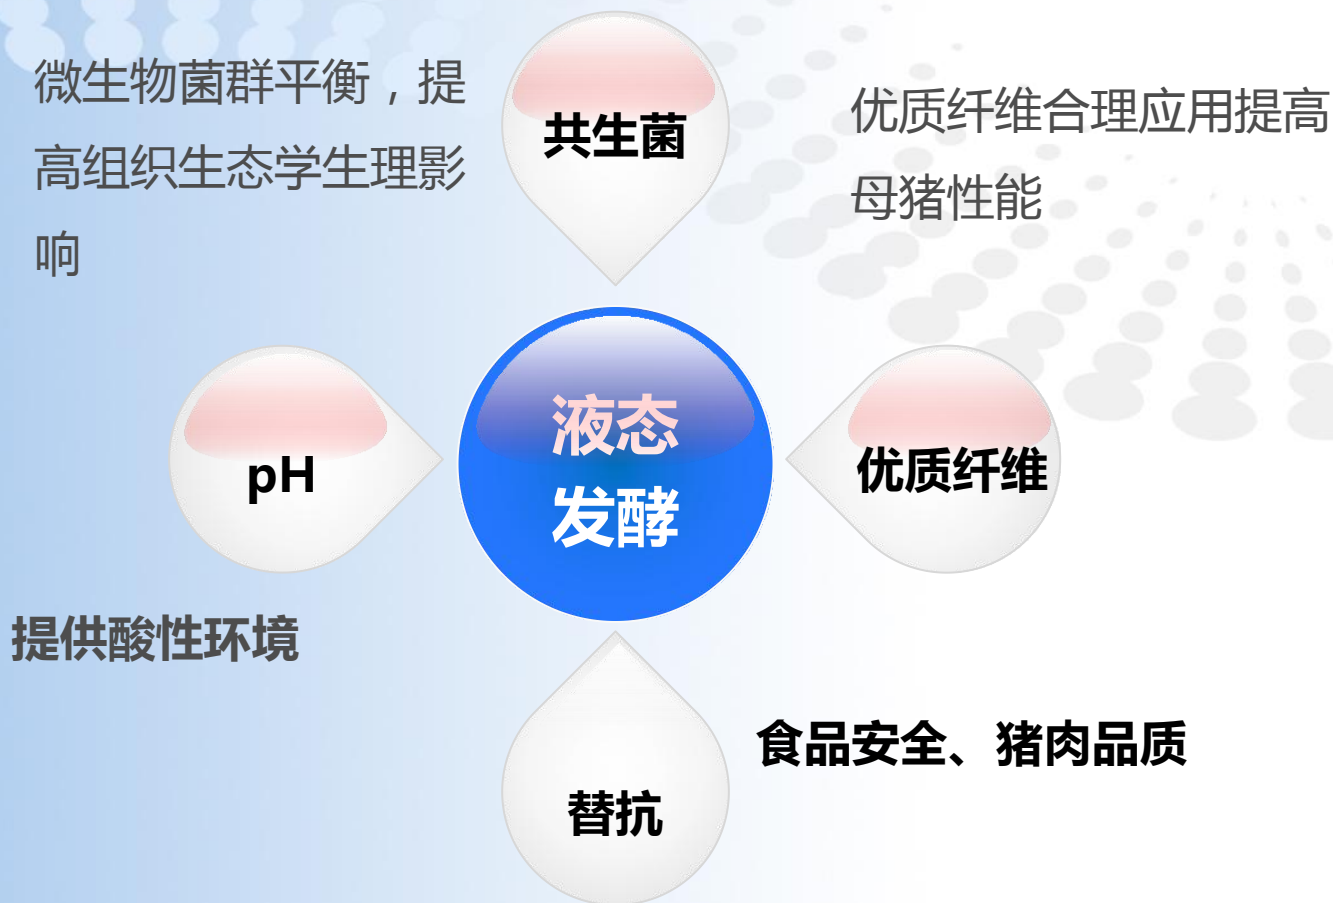 微生物菌群平衡，提
高组织生态学生理影
响
共生菌
优质纤维合理应用提高
母猪性能
pH
液态
发酵
优质纤维
提供酸性环境
替抗
食品安全、猪肉品质